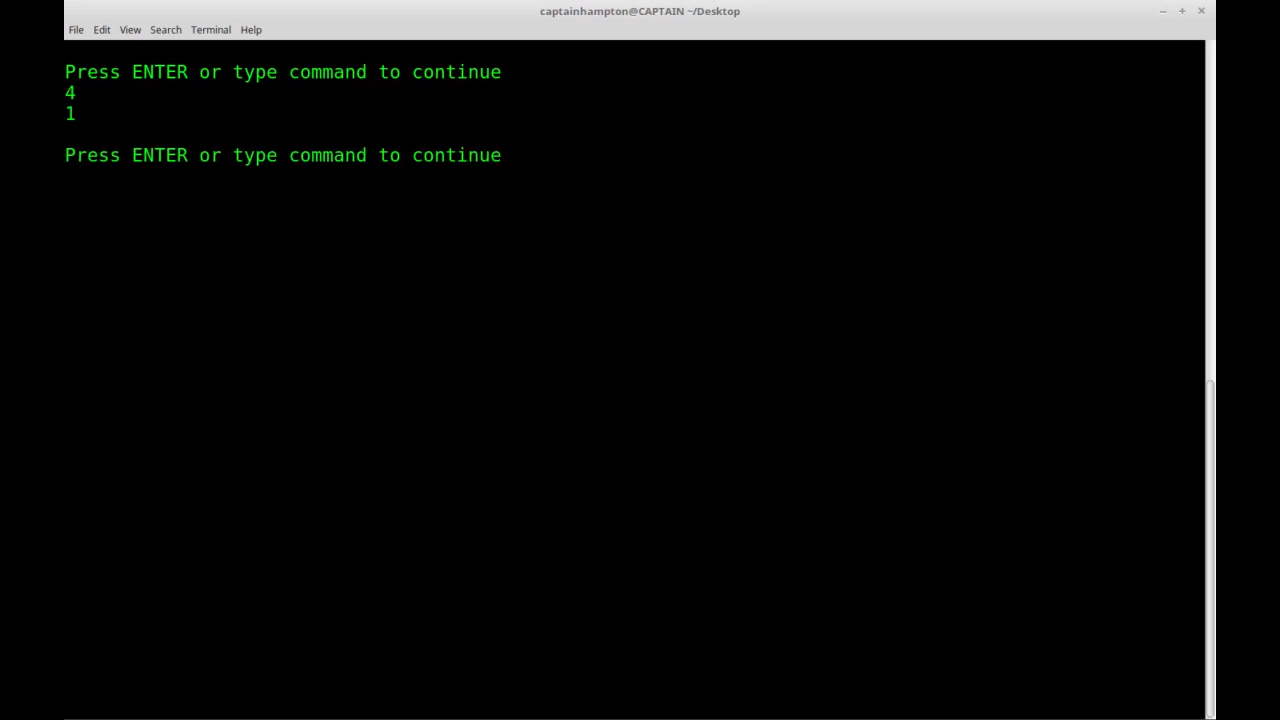 captainhampton@CAPTAIN ~/Desktop
File Edit View Search Terminal Help
Press ENTER or type command to continue
4
1
Press ENTER or type command to continue